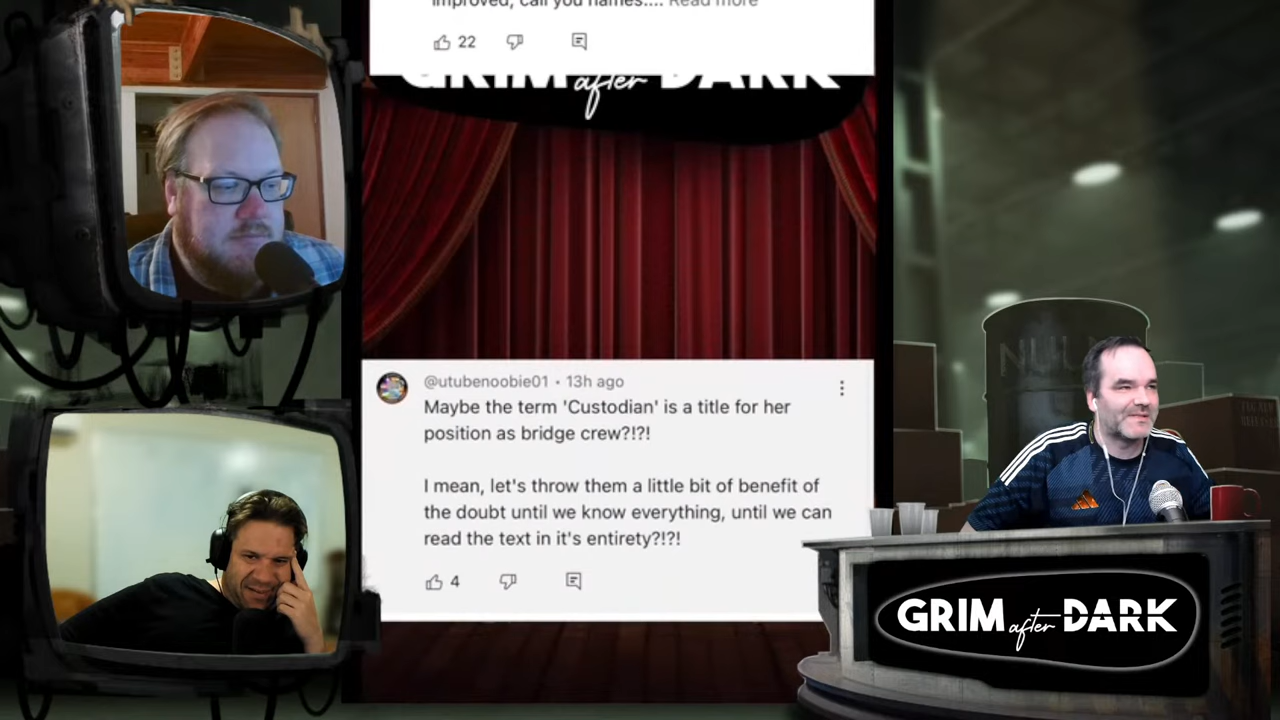 improved, call you names.... Read more
22
GRIM after DARK
@utubenoobie01 • 13h ago
Maybe the term 'Custodian' is a title for her
position as bridge crew?!?!
I mean, let's throw them a little bit of benefit of
the doubt until we know everything, until we can
read the text in it's entirety?!?!
4
GRIM after DARK